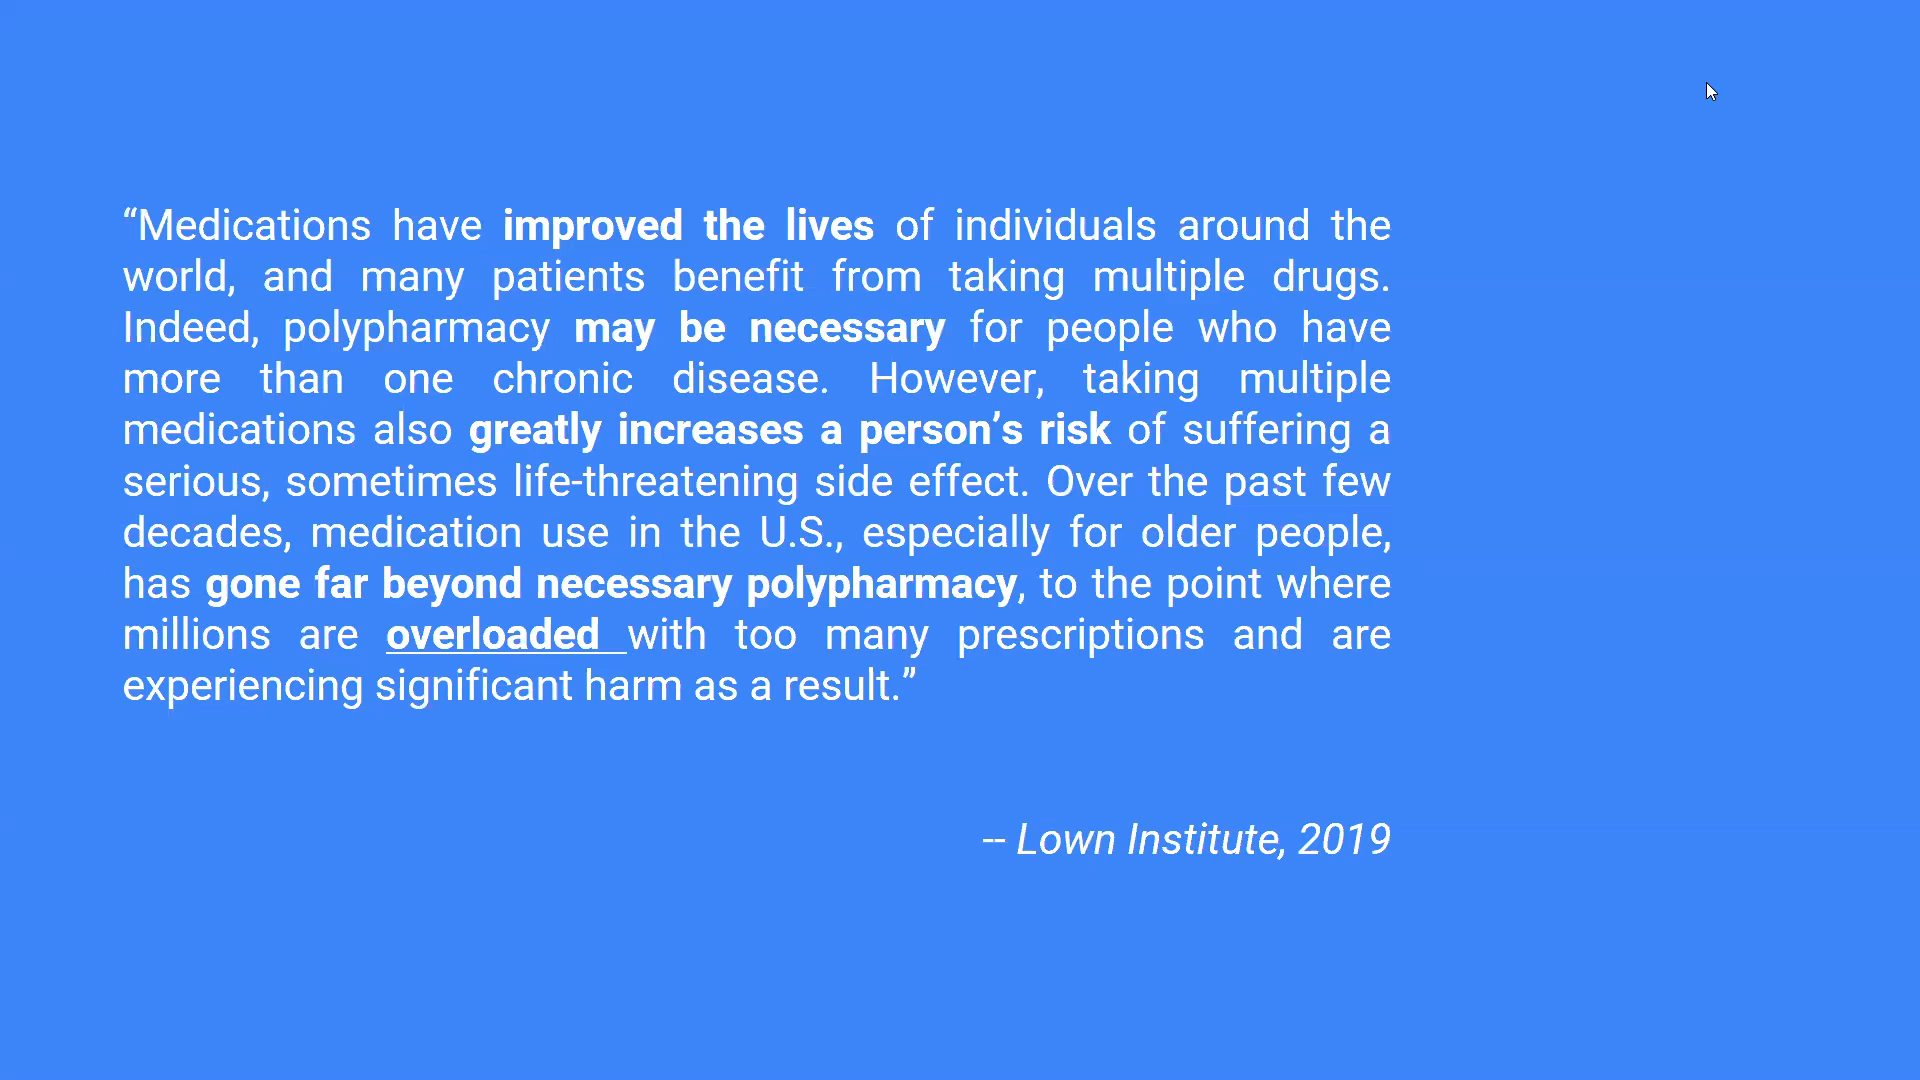 “Medications have improved the lives of individuals around the
world, and many patients benefit from taking multiple drugs.
Indeed, polypharmacy may be necessary for people who have
more than one chronic disease. However, taking multiple
medications also greatly increases a person’s risk of suffering a
serious, sometimes life-threatening side effect. Over the past few
decades, medication use in the U.S., especially for older people,
has gone far beyond necessary polypharmacy, to the point where
millions are overloaded with too many prescriptions and are
experiencing significant harm as a result.”
-- Lown Institute, 2019